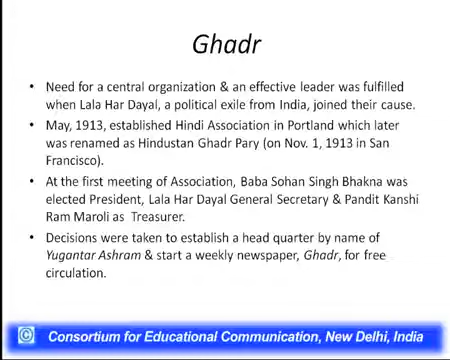 Ghadr
• Need for a central organization & an effective leader was fulfilled
when Lala Har Dayal, a political exile from India, joined their cause.
• May, 1913, established Hindi Association in Portland which later
was renamed as Hindustan Ghadr Pary (on Nov. 1, 1913 in San
Francisco).
• At the first meeting of Association, Baba Sohan Singh Bhakna was
elected President, Lala Har Dayal General Secretary & Pandit Kanshi
Ram Maroli as Treasurer.
• Decisions were taken to establish a head quarter by name of
Yugantar Ashram & start a weekly newspaper, Ghadr, for free
circulation.
© Consortium for Educational Communication, New Delhi, India